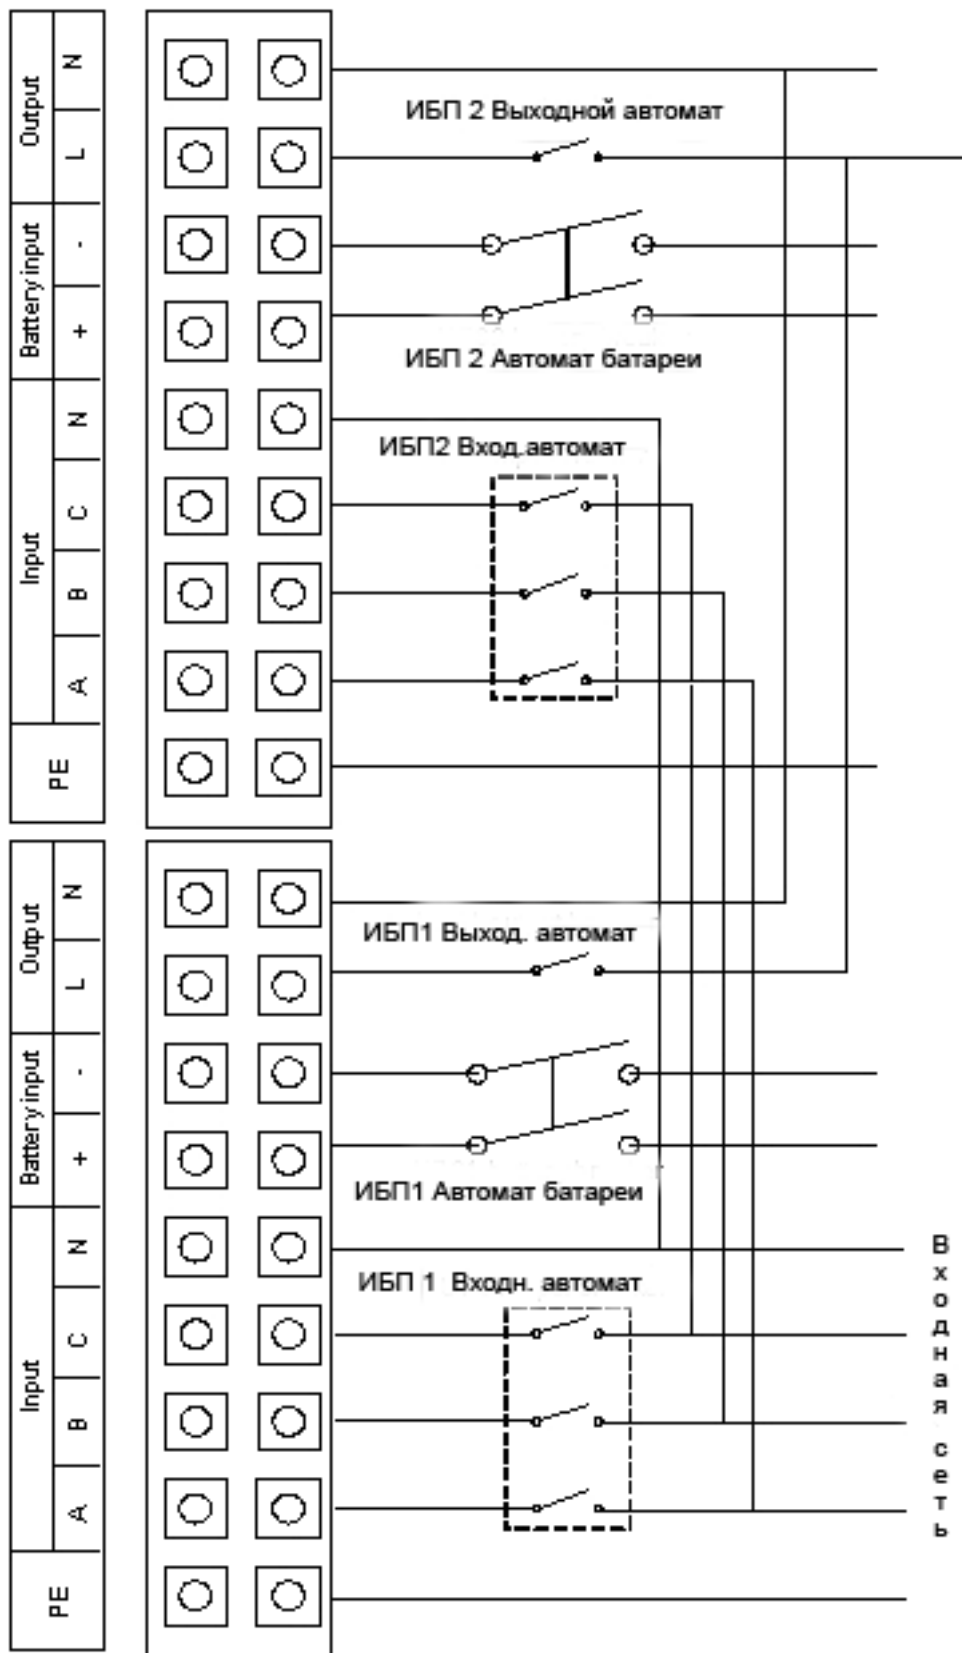 Output
N
L
ИБП 2 Выходной автомат
Battery input
-
+
ИБП 2 Автомат батареи
Input
N
C
B
A
ИБП2 Вход.автомат
PE
Output
N
L
ИБП1 Выход. автомат
Battery input
-
+
ИБП1 Автомат батареи
Input
N
C
B
A
ИБП 1 Входн. автомат
Входная сеть
PE